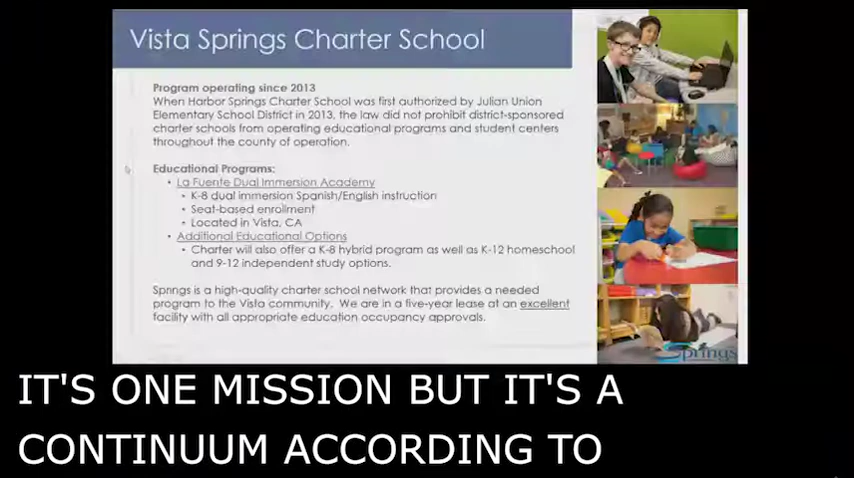 Vista Springs Charter School
Program operating since 2013
When Harbor Springs Charter School was first authorized by Julian Union
Elementary School District in 2013, the law did not prohibit district-sponsored
charter schools from operating educational programs and student centers
throughout the county of operation.
Educational Programs:
• La Fuente Dual Immersion Academy
• K-8 dual immersion Spanish/English instruction
• Seat-based enrollment
• Located in Vista, CA
• Additional Educational Options
• Charter will also offer a K-8 hybrid program as well as K-12 homeschool
and 9-12 independent study options.
Springs is a high-quality charter school network that provides a needed
program to the Vista community. We are in a five-year lease at an excellent
facility with all appropriate education occupancy approvals.
Springs
IT'S ONE MISSION BUT IT'S A
CONTINUUM ACCORDING TO